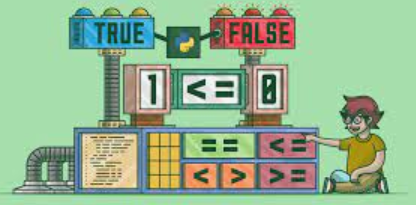 TRUE FALSE
1 <= 0
== <=
< > >=